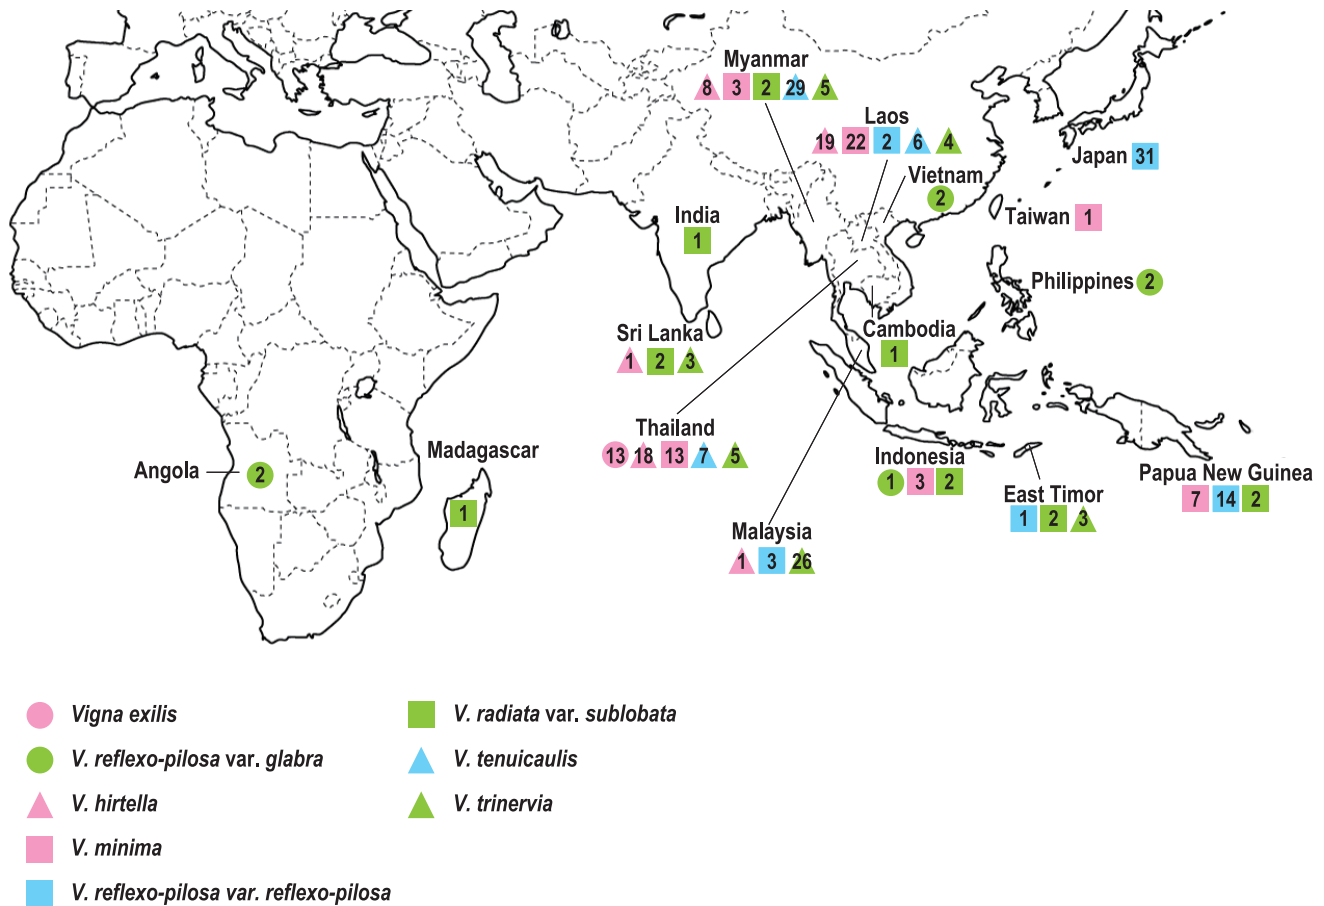 Myanmar
8 3 2 29 5
Laos
19 22 2 6 4
Japan 31
Vietnam
2
India
1
Taiwan 1
Philippines 2
Sri Lanka
1 2 3
Cambodia
1
Thailand
13 18 13 7 5
Madagascar
1
Angola 2
Indonesia
1 3 2
Papua New Guinea
7 14 2
East Timor
1 2 3
Malaysia
1 3 26
Vigna exilis
V. reflexo-pilosa var. glabra
V. hirtella
V. minima
V. reflexo-pilosa var. reflexo-pilosa
V. radiata var. sublobata
V. tenuicaulis
V. trinervia